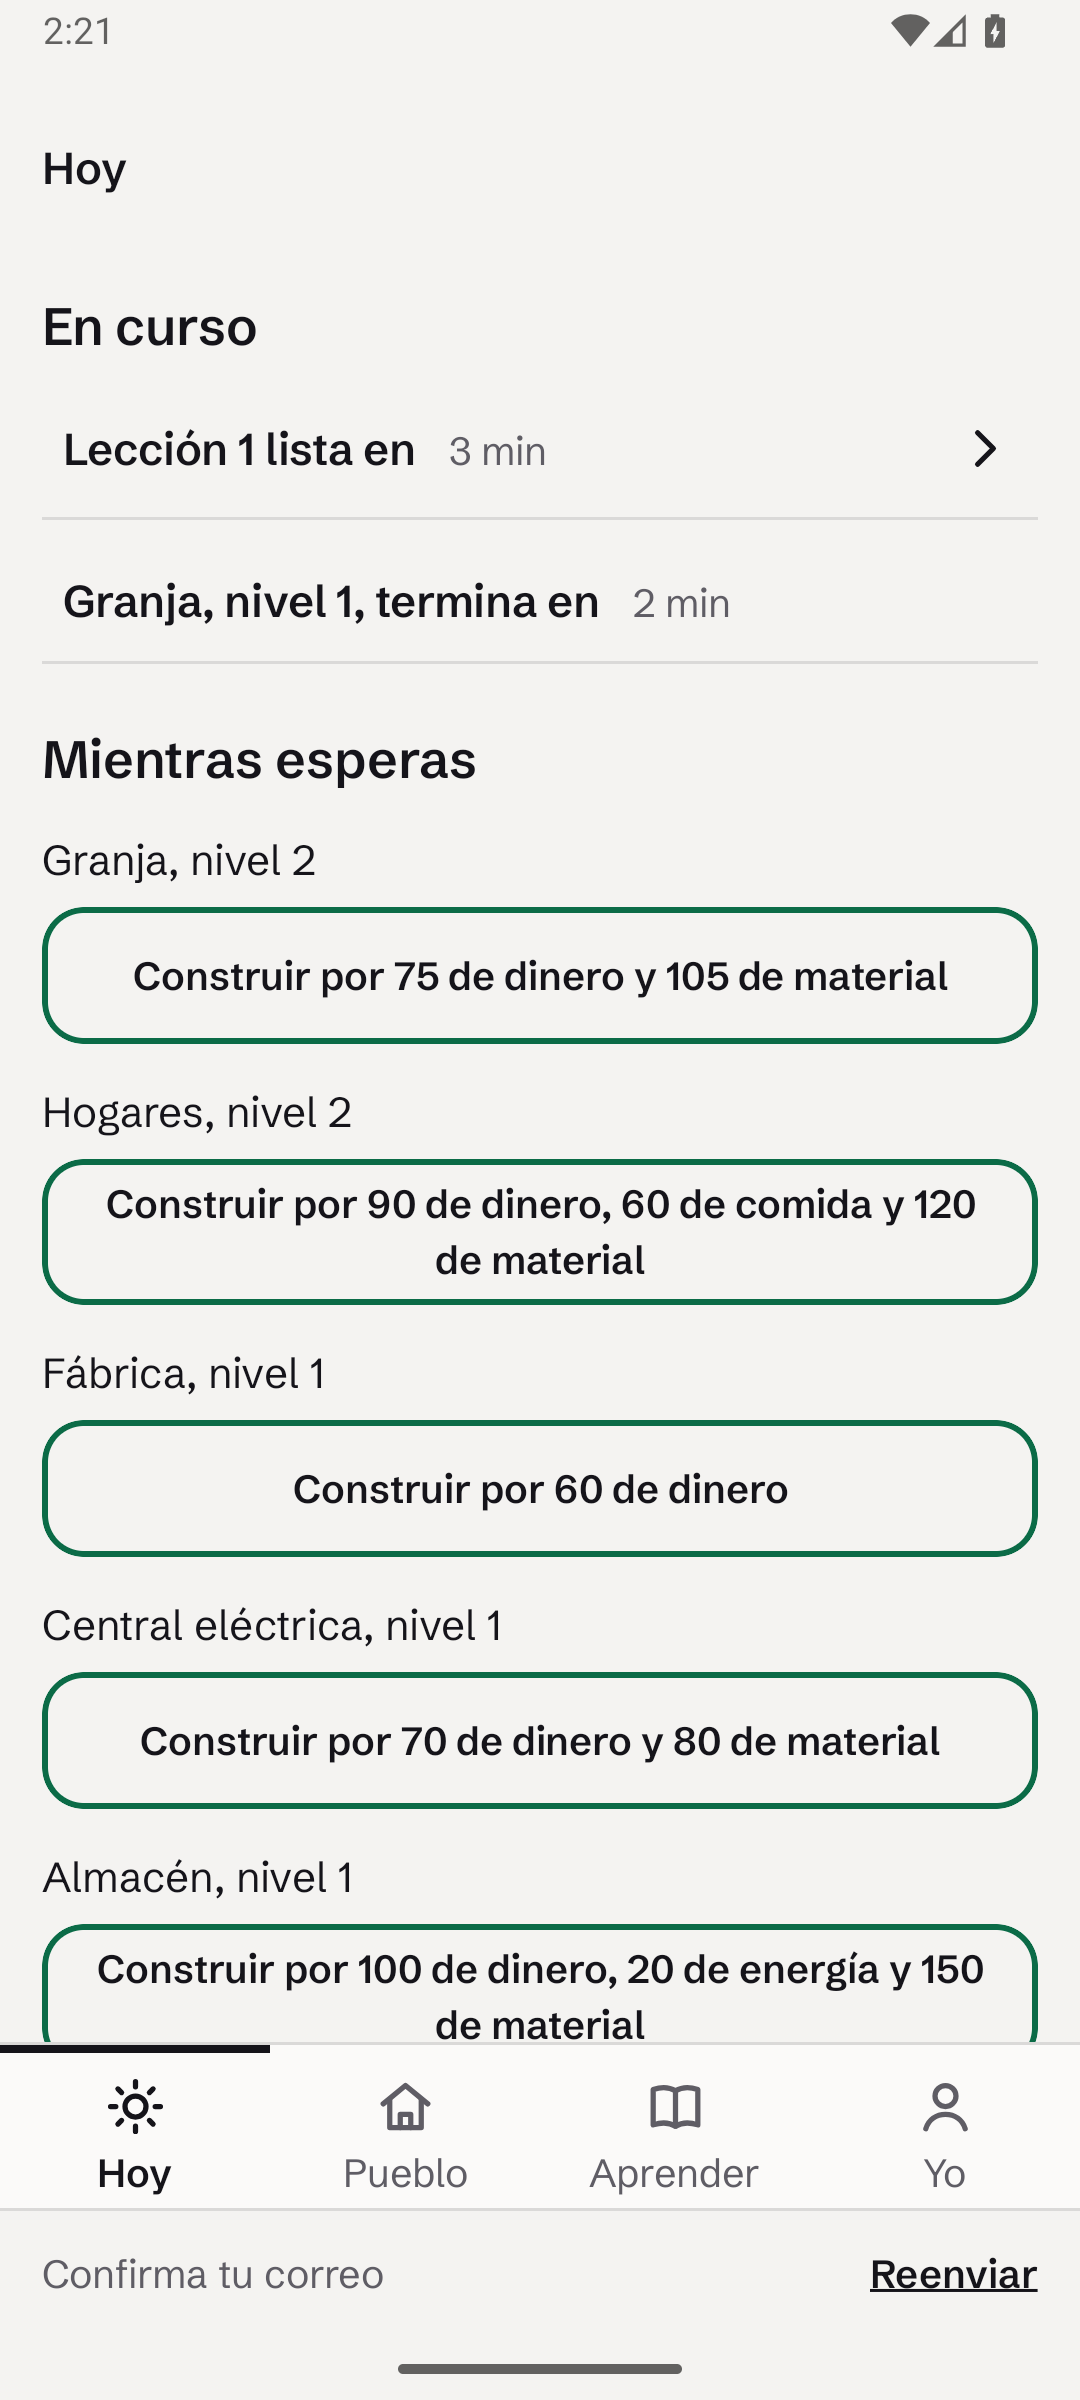 2:21
Hoy
En curso
Lección 1 lista en 3 min
Granja, nivel 1, termina en 2 min
Mientras esperas
Granja, nivel 2
Construir por 75 de dinero y 105 de material
Hogares, nivel 2
Construir por 90 de dinero, 60 de comida y 120
de material
Fábrica, nivel 1
Construir por 60 de dinero
Central eléctrica, nivel 1
Construir por 70 de dinero y 80 de material
Almacén, nivel 1
Construir por 100 de dinero, 20 de energía y 150
de material
Hoy
Pueblo
Aprender
Yo
Confirma tu correo
Reenviar